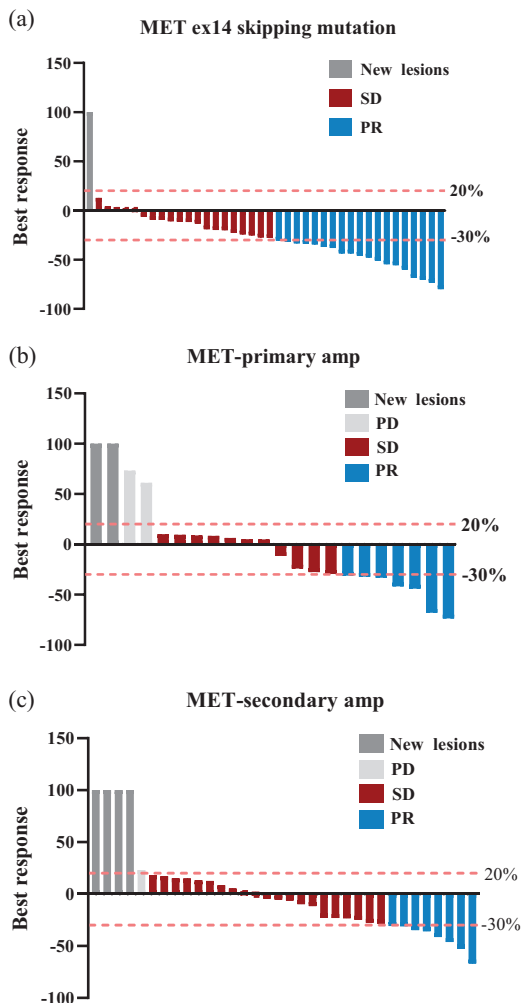 (a)
MET ex14 skipping mutation
New lesions
SD
PR
Best response
150
100
50
0
-50
-100
20%
-30%
(b)
MET-primary amp
New lesions
PD
SD
PR
Best response
150
100
50
0
-50
-100
20%
-30%
(c)
MET-secondary amp
New lesions
PD
SD
PR
Best response
150
100
50
0
-50
-100
20%
-30%